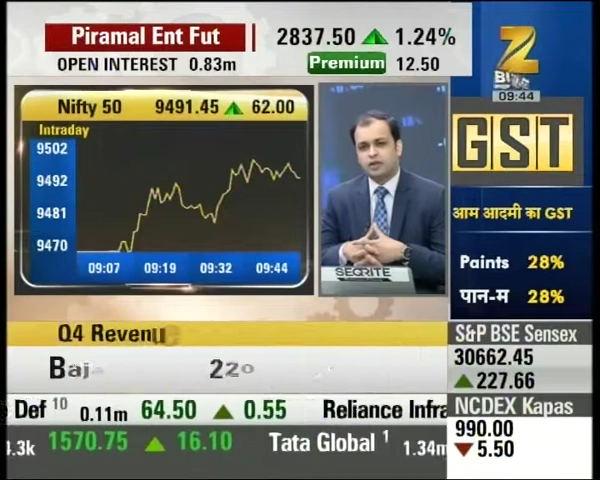 Piramal Ent Fut
2837.50 ▲ 1.24%
OPEN INTEREST 0.83m
Premium 12.50
Z
09:44
Nifty 50 9491.45 ▲ 62.00
Intraday
9502
9492
9481
9470
09:07 09:19 09:32 09:44
SEQRITE
GST
आम आदमी का GST
Paints 28%
पान-म 28%
Q4 Revenue
Baj
S&P BSE Sensex
30662.45
▲ 227.66
NCDEX Kapas
990.00
▼ 5.50
Def 10 0.11m 64.50 ▲ 0.55 Reliance Infra
.3k 1570.75 ▲ 16.10 Tata Global 1 1.34m